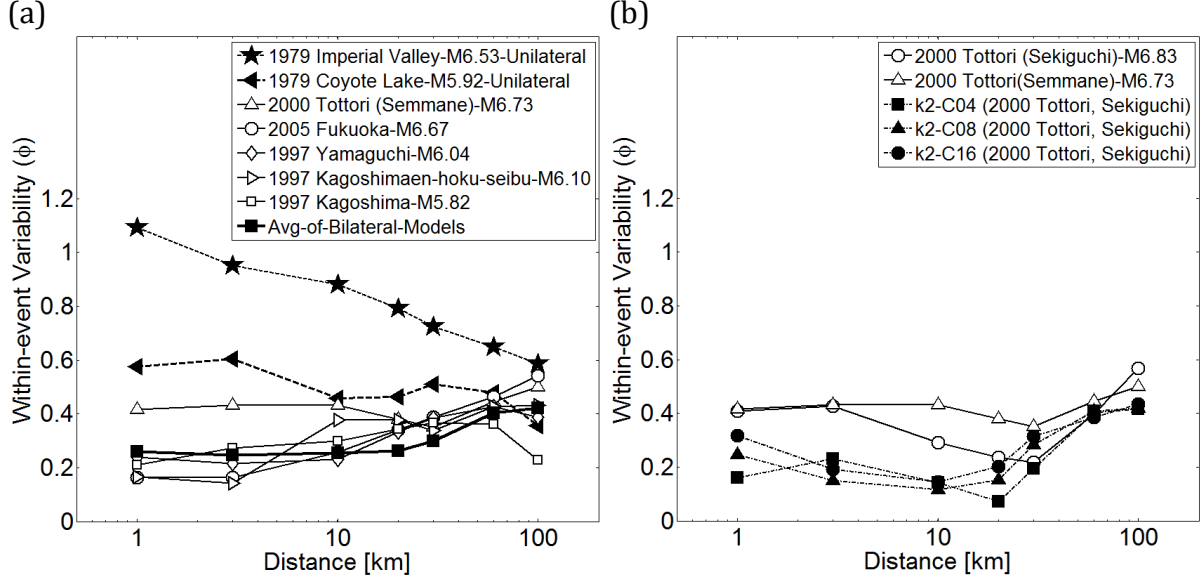 (a)
1979 Imperial Valley-M6.53-Unilateral
1979 Coyote Lake-M5.92-Unilateral
2000 Tottori (Semmane)-M6.73
2005 Fukuoka-M6.67
1997 Yamaguchi-M6.04
1997 Kagoshimaen-hoku-seibu-M6.10
1997 Kagoshima-M5.82
Avg-of-Bilateral-Models
Within-event Variability (ϕ)
1.2
1
0.8
0.6
0.4
0.2
0
1
10
100
Distance [km]
(b)
2000 Tottori (Sekiguchi)-M6.83
2000 Tottori(Semmane)-M6.73
k2-C04 (2000 Tottori, Sekiguchi)
k2-C08 (2000 Tottori, Sekiguchi)
k2-C16 (2000 Tottori, Sekiguchi)
Within-event Variability (ϕ)
1.2
1
0.8
0.6
0.4
0.2
0
1
10
100
Distance [km]